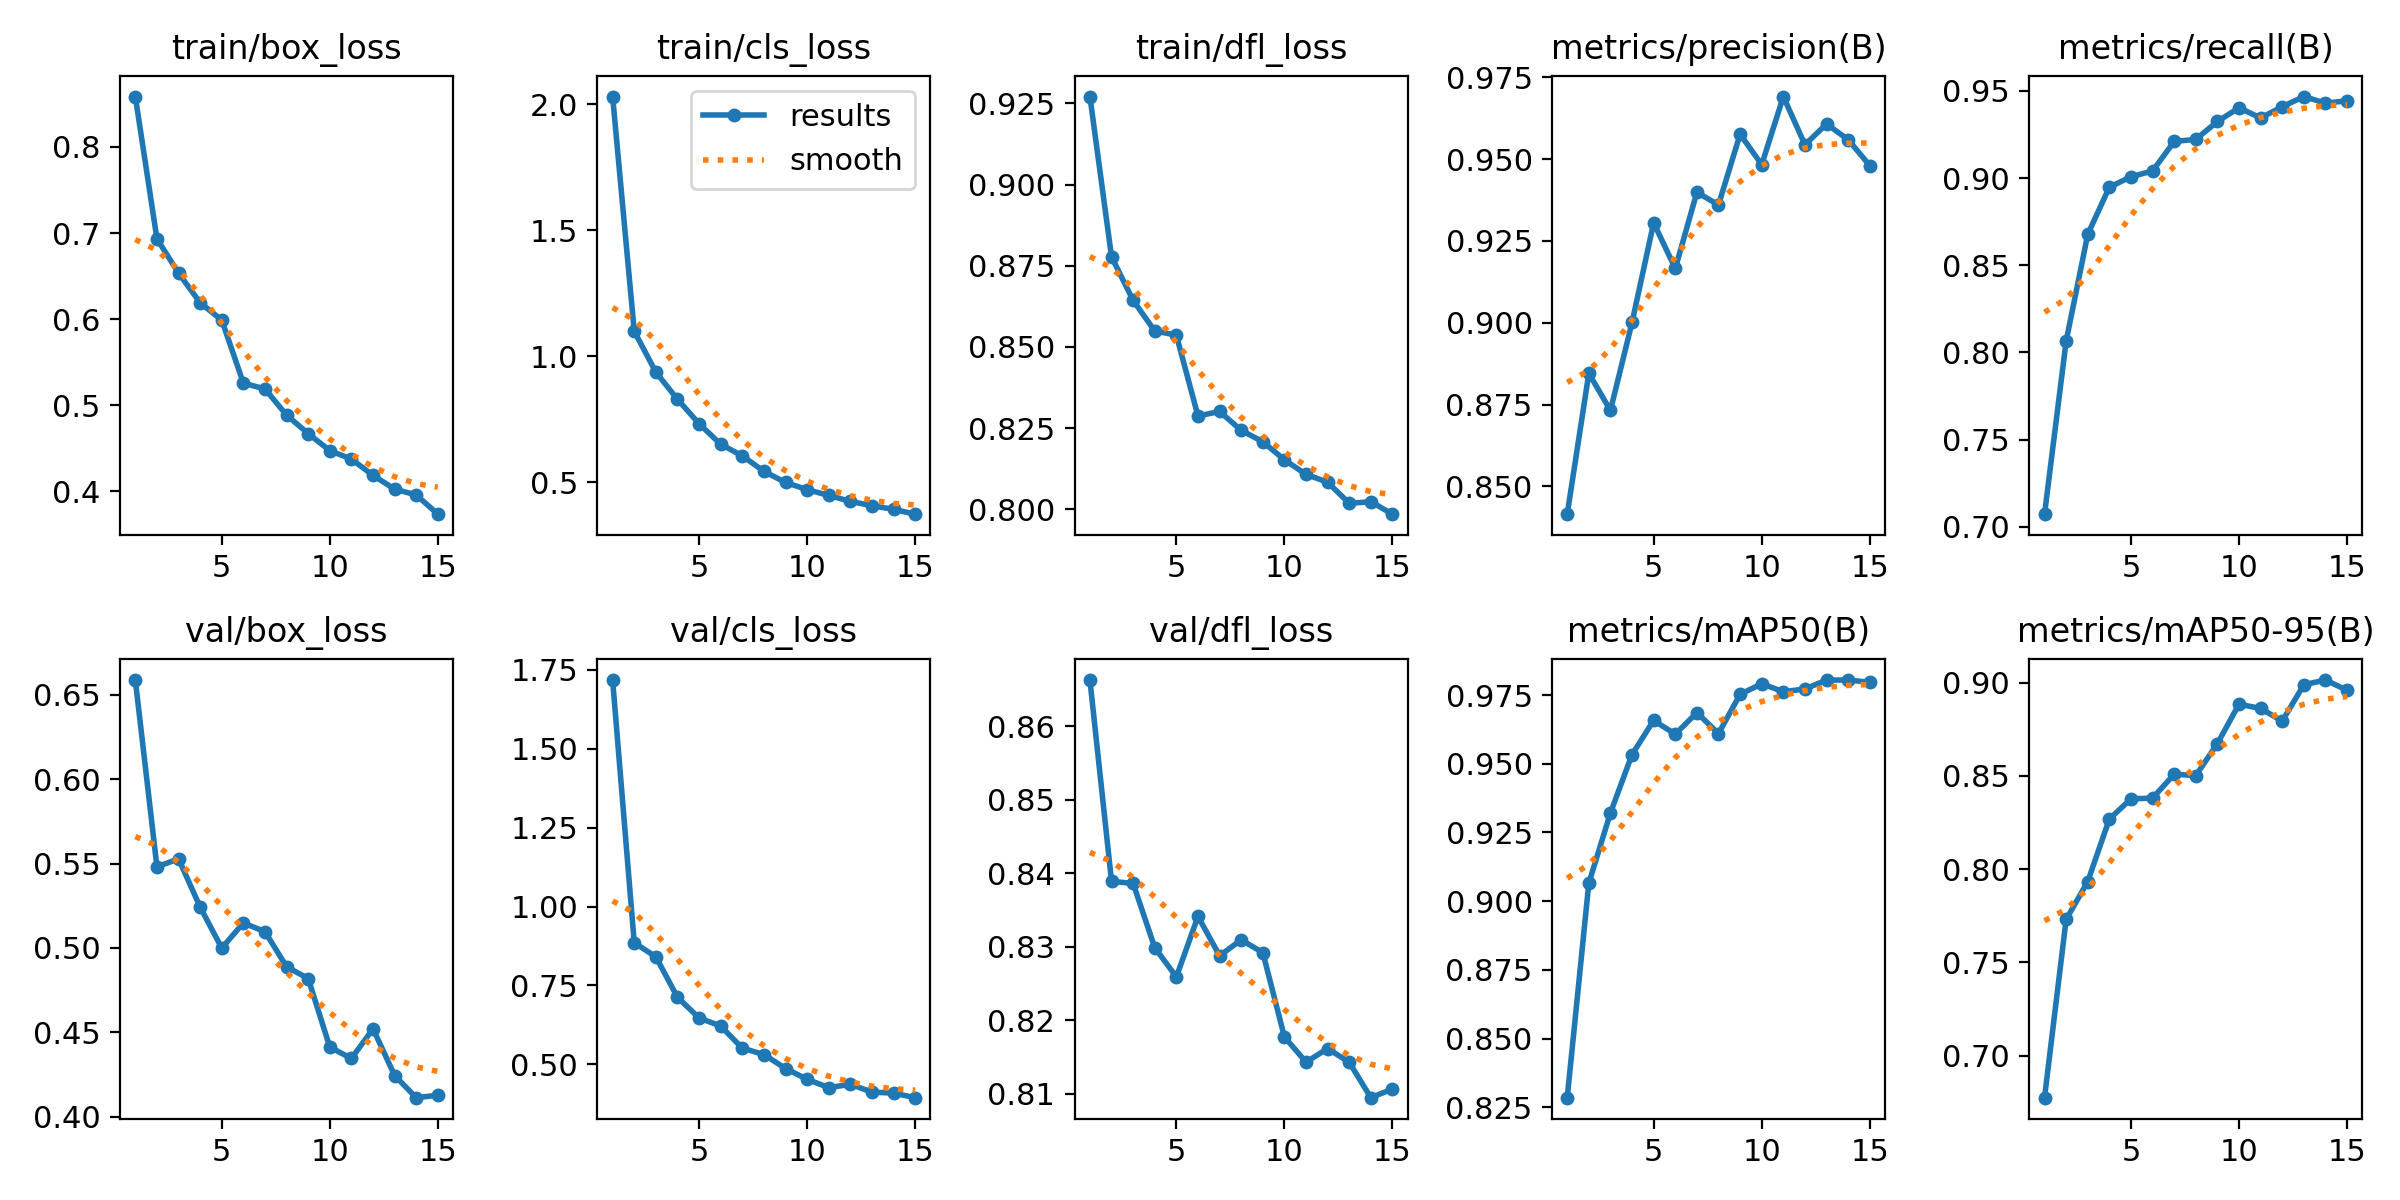 train/box_loss
0.8
0.7
0.6
0.5
0.4
5 10 15
train/cls_loss
results
smooth
2.0
1.5
1.0
0.5
5 10 15
train/dfl_loss
0.925
0.900
0.875
0.850
0.825
0.800
5 10 15
metrics/precision(B)
0.975
0.950
0.925
0.900
0.875
0.850
5 10 15
metrics/recall(B)
0.95
0.90
0.85
0.80
0.75
0.70
5 10 15
val/box_loss
0.65
0.60
0.55
0.50
0.45
0.40
5 10 15
val/cls_loss
1.75
1.50
1.25
1.00
0.75
0.50
5 10 15
val/dfl_loss
0.86
0.85
0.84
0.83
0.82
0.81
5 10 15
metrics/mAP50(B)
0.975
0.950
0.925
0.900
0.875
0.850
0.825
5 10 15
metrics/mAP50-95(B)
0.90
0.85
0.80
0.75
0.70
5 10 15